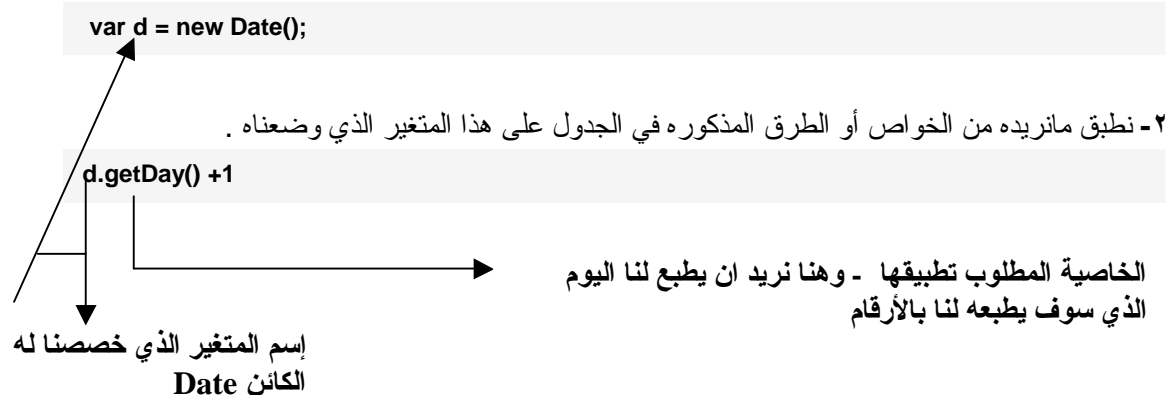 var d = new Date();
٢- نطبق مانريده من الخواص أو الطرق المذكوره في الجدول على هذا المتغير الذي وضعناه .
d.getDay() +1
الخاصية المطلوب تطبيقها - وهنا نريد ان يطبع لنا اليوم
الذي سوف يطبعه لنا بالأرقام
إسم المتغير الذي خصصنا له
الكائن Date